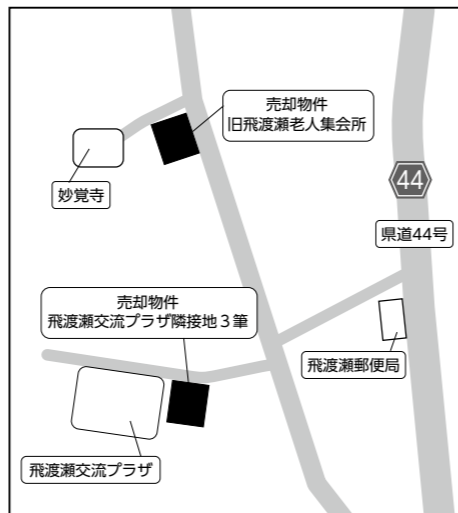 売却物件
旧飛渡瀬老人集会所
妙覚寺
44
県道44号
売却物件
飛渡瀬交流プラザ隣接地３筆
飛渡瀬郵便局
飛渡瀬交流プラザ